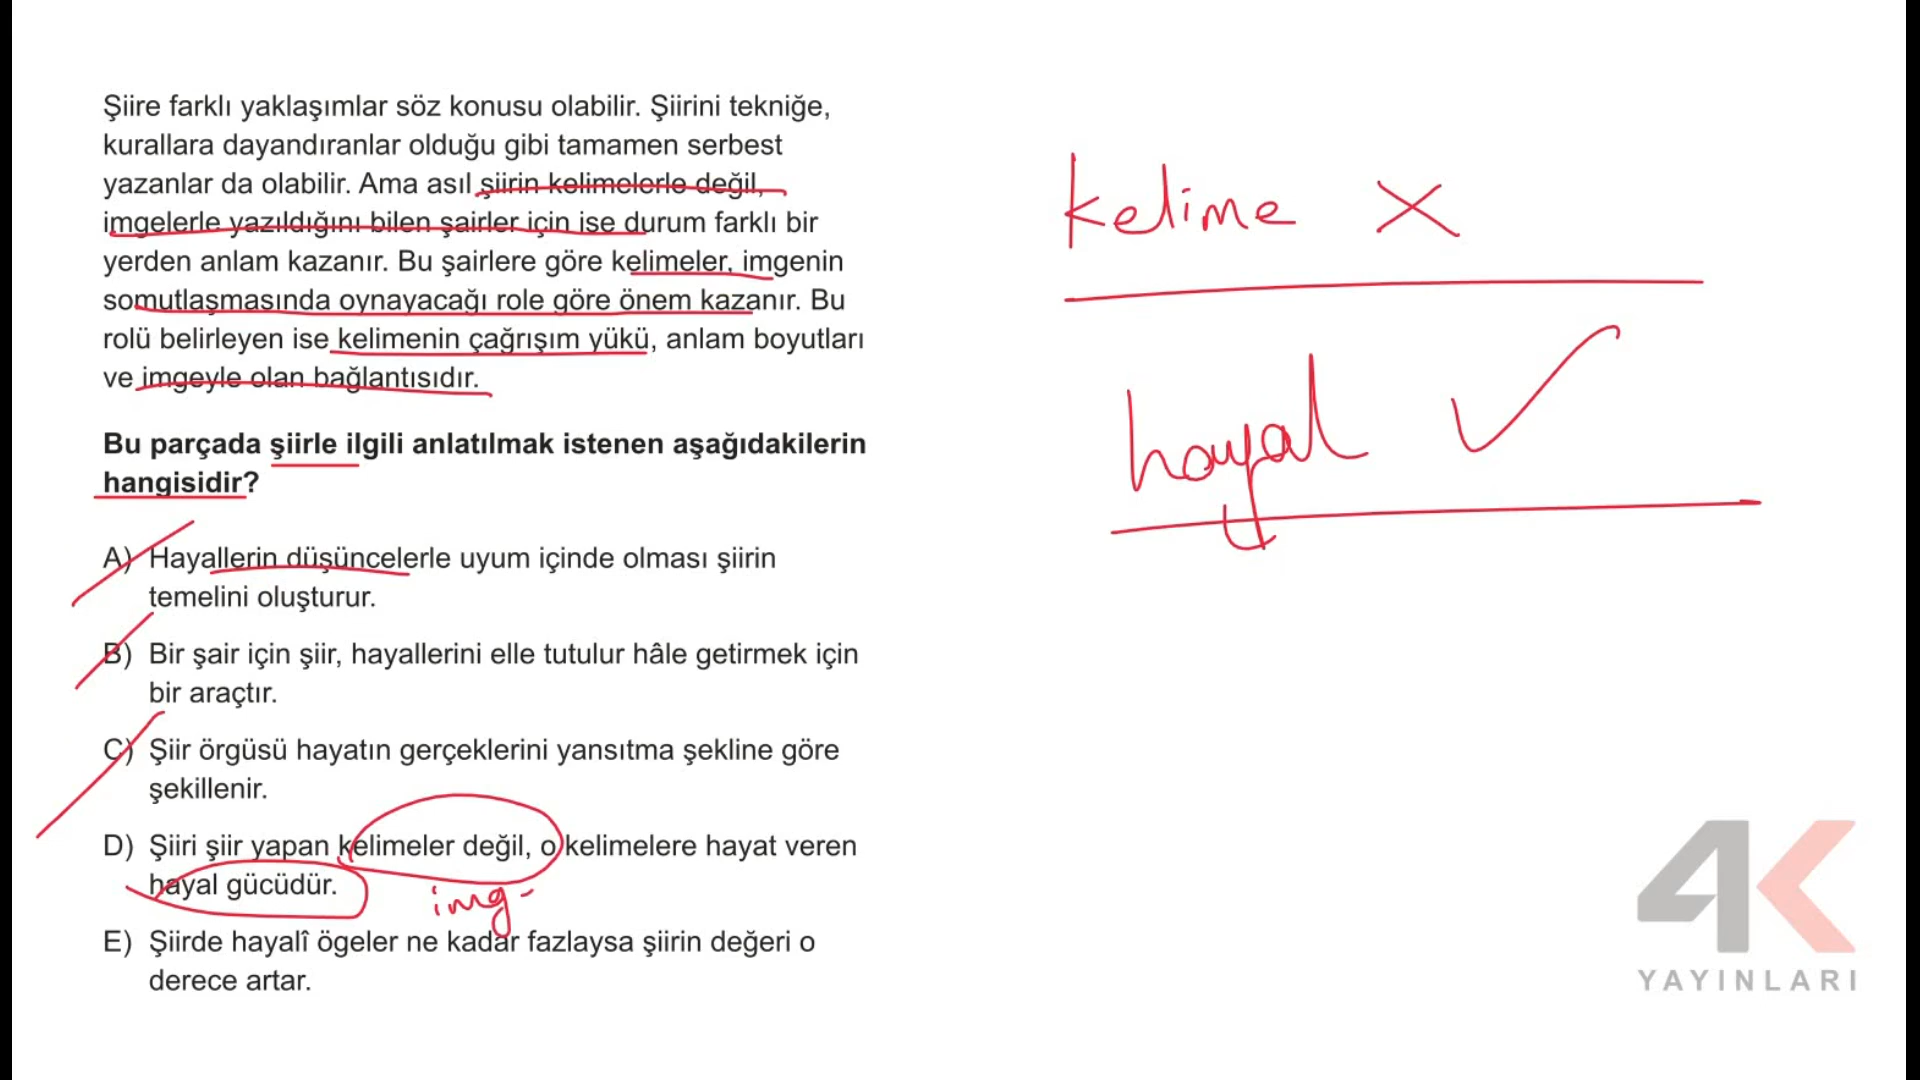 Şiire farklı yaklaşımlar söz konusu olabilir. Şiirini tekniğe,
kurallara dayandıranlar olduğu gibi tamamen serbest
yazanlar da olabilir. Ama asıl şiirin kelimelerle değil,
imgelerle yazıldığını bilen şairler için ise durum farklı bir
yerden anlam kazanır. Bu şairlere göre kelimeler, imgenin
somutlaşmasında oynayacağı role göre önem kazanır. Bu
rolü belirleyen ise kelimenin çağrışım yükü, anlam boyutları
ve imgeyle olan bağlantısıdır.
Bu parçada şiirle ilgili anlatılmak istenen aşağıdakilerin
hangisidir?
A) Hayallerin düşüncelerle uyum içinde olması şiirin
temelini oluşturur.
B) Bir şair için şiir, hayallerini elle tutulur hâle getirmek için
bir araçtır.
C) Şiir örgüsü hayatın gerçeklerini yansıtma şekline göre
şekillenir.
D) Şiiri şiir yapan kelimeler değil, o kelimelere hayat veren
hayal gücüdür.
img-
E) Şiirde hayalî ögeler ne kadar fazlaysa şiirin değeri o
derece artar.
kelime X
hayal ✓
4K
YAYINLARI